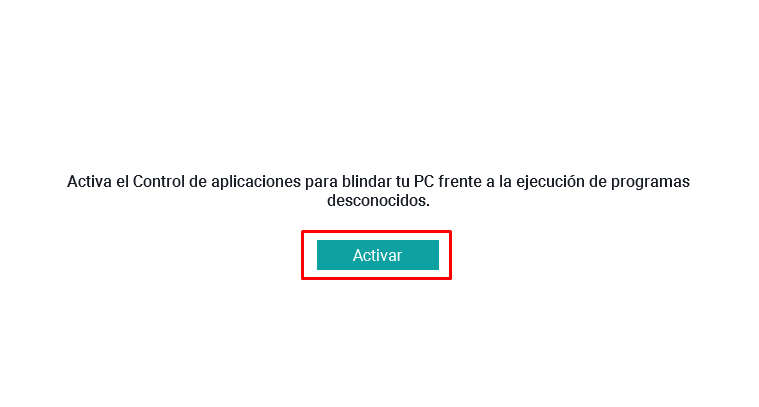 Activa el Control de aplicaciones para blindar tu PC frente a la ejecución de programas
desconocidos.
Activar